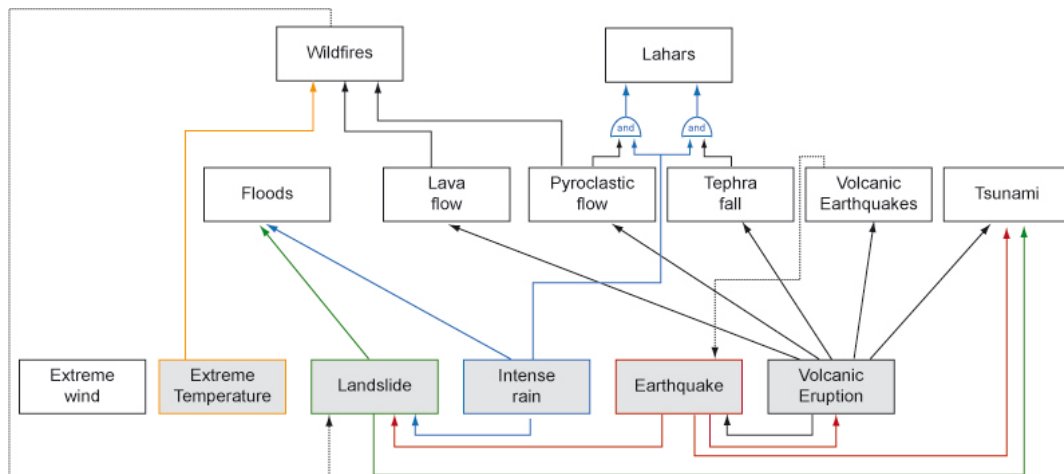 Wildfires
Lahars
and
and
Floods
Lava
flow
Pyroclastic
flow
Tephra
fall
Volcanic
Earthquakes
Tsunami
Extreme
wind
Extreme
Temperature
Landslide
Intense
rain
Earthquake
Volcanic
Eruption